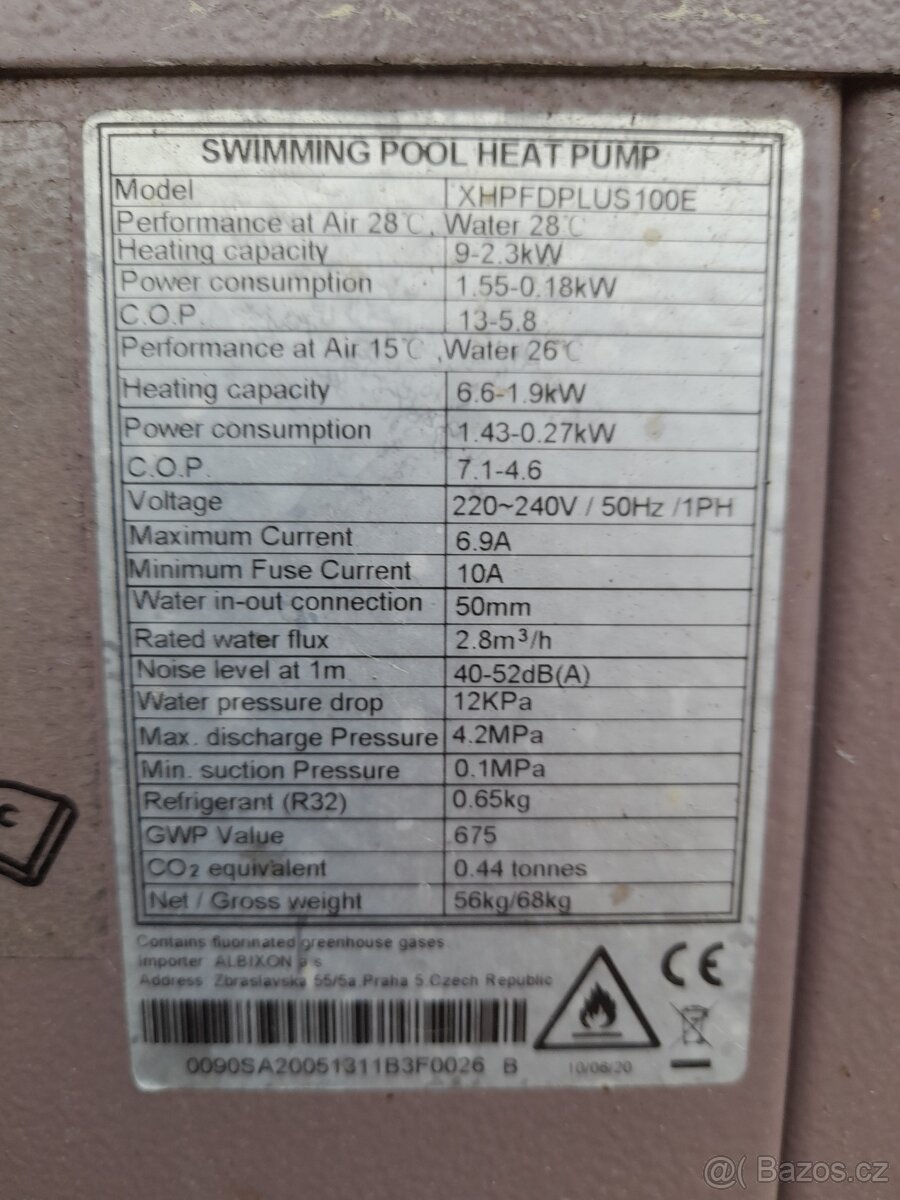 SWIMMING POOL HEAT PUMP
Model XHPFDPLUS100E
Performance at Air 28℃, Water 28℃
Heating capacity 9-2.3kW
Power consumption 1.55-0.18kW
C.O.P. 13-5.8
Performance at Air 15℃, Water 26℃
Heating capacity 6.6-1.9kW
Power consumption 1.43-0.27kW
C.O.P. 7.1-4.6
Voltage 220~240V / 50Hz /1PH
Maximum Current 6.9A
Minimum Fuse Current 10A
Water in-out connection 50mm
Rated water flux 2.8m³/h
Noise level at 1m 40-52dB(A)
Water pressure drop 12KPa
Max. discharge Pressure 4.2MPa
Min. suction Pressure 0.1MPa
Refrigerant (R32) 0.65kg
GWP Value 675
CO₂ equivalent 0.44 tonnes
Net / Gross weight 56kg/68kg
Contains fluorinated greenhouse gases
Importer ALBIXON a s
Address Zbraslavska 55/5a Praha 5 Czech Republic
CE
0090SA20051311B3F0026 B
10/06/20
C
@( Bazos.cz